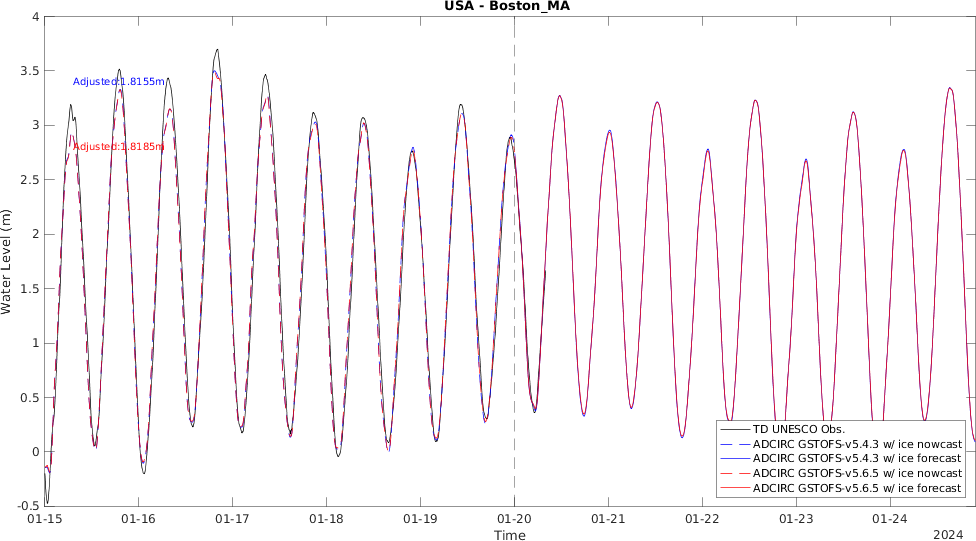 USA - Boston_MA
4
3.5
3
2.5
2
1.5
1
0.5
0
-0.5
Water Level (m)
Adjusted:1.8155m
Adjusted:1.8185m
TD UNESCO Obs.
ADCIRC GSTOFS-v5.4.3 w/ ice nowcast
ADCIRC GSTOFS-v5.4.3 w/ ice forecast
ADCIRC GSTOFS-v5.6.5 w/ ice nowcast
ADCIRC GSTOFS-v5.6.5 w/ ice forecast
01-15 01-16 01-17 01-18 01-19 01-20 01-21 01-22 01-23 01-24
Time
2024